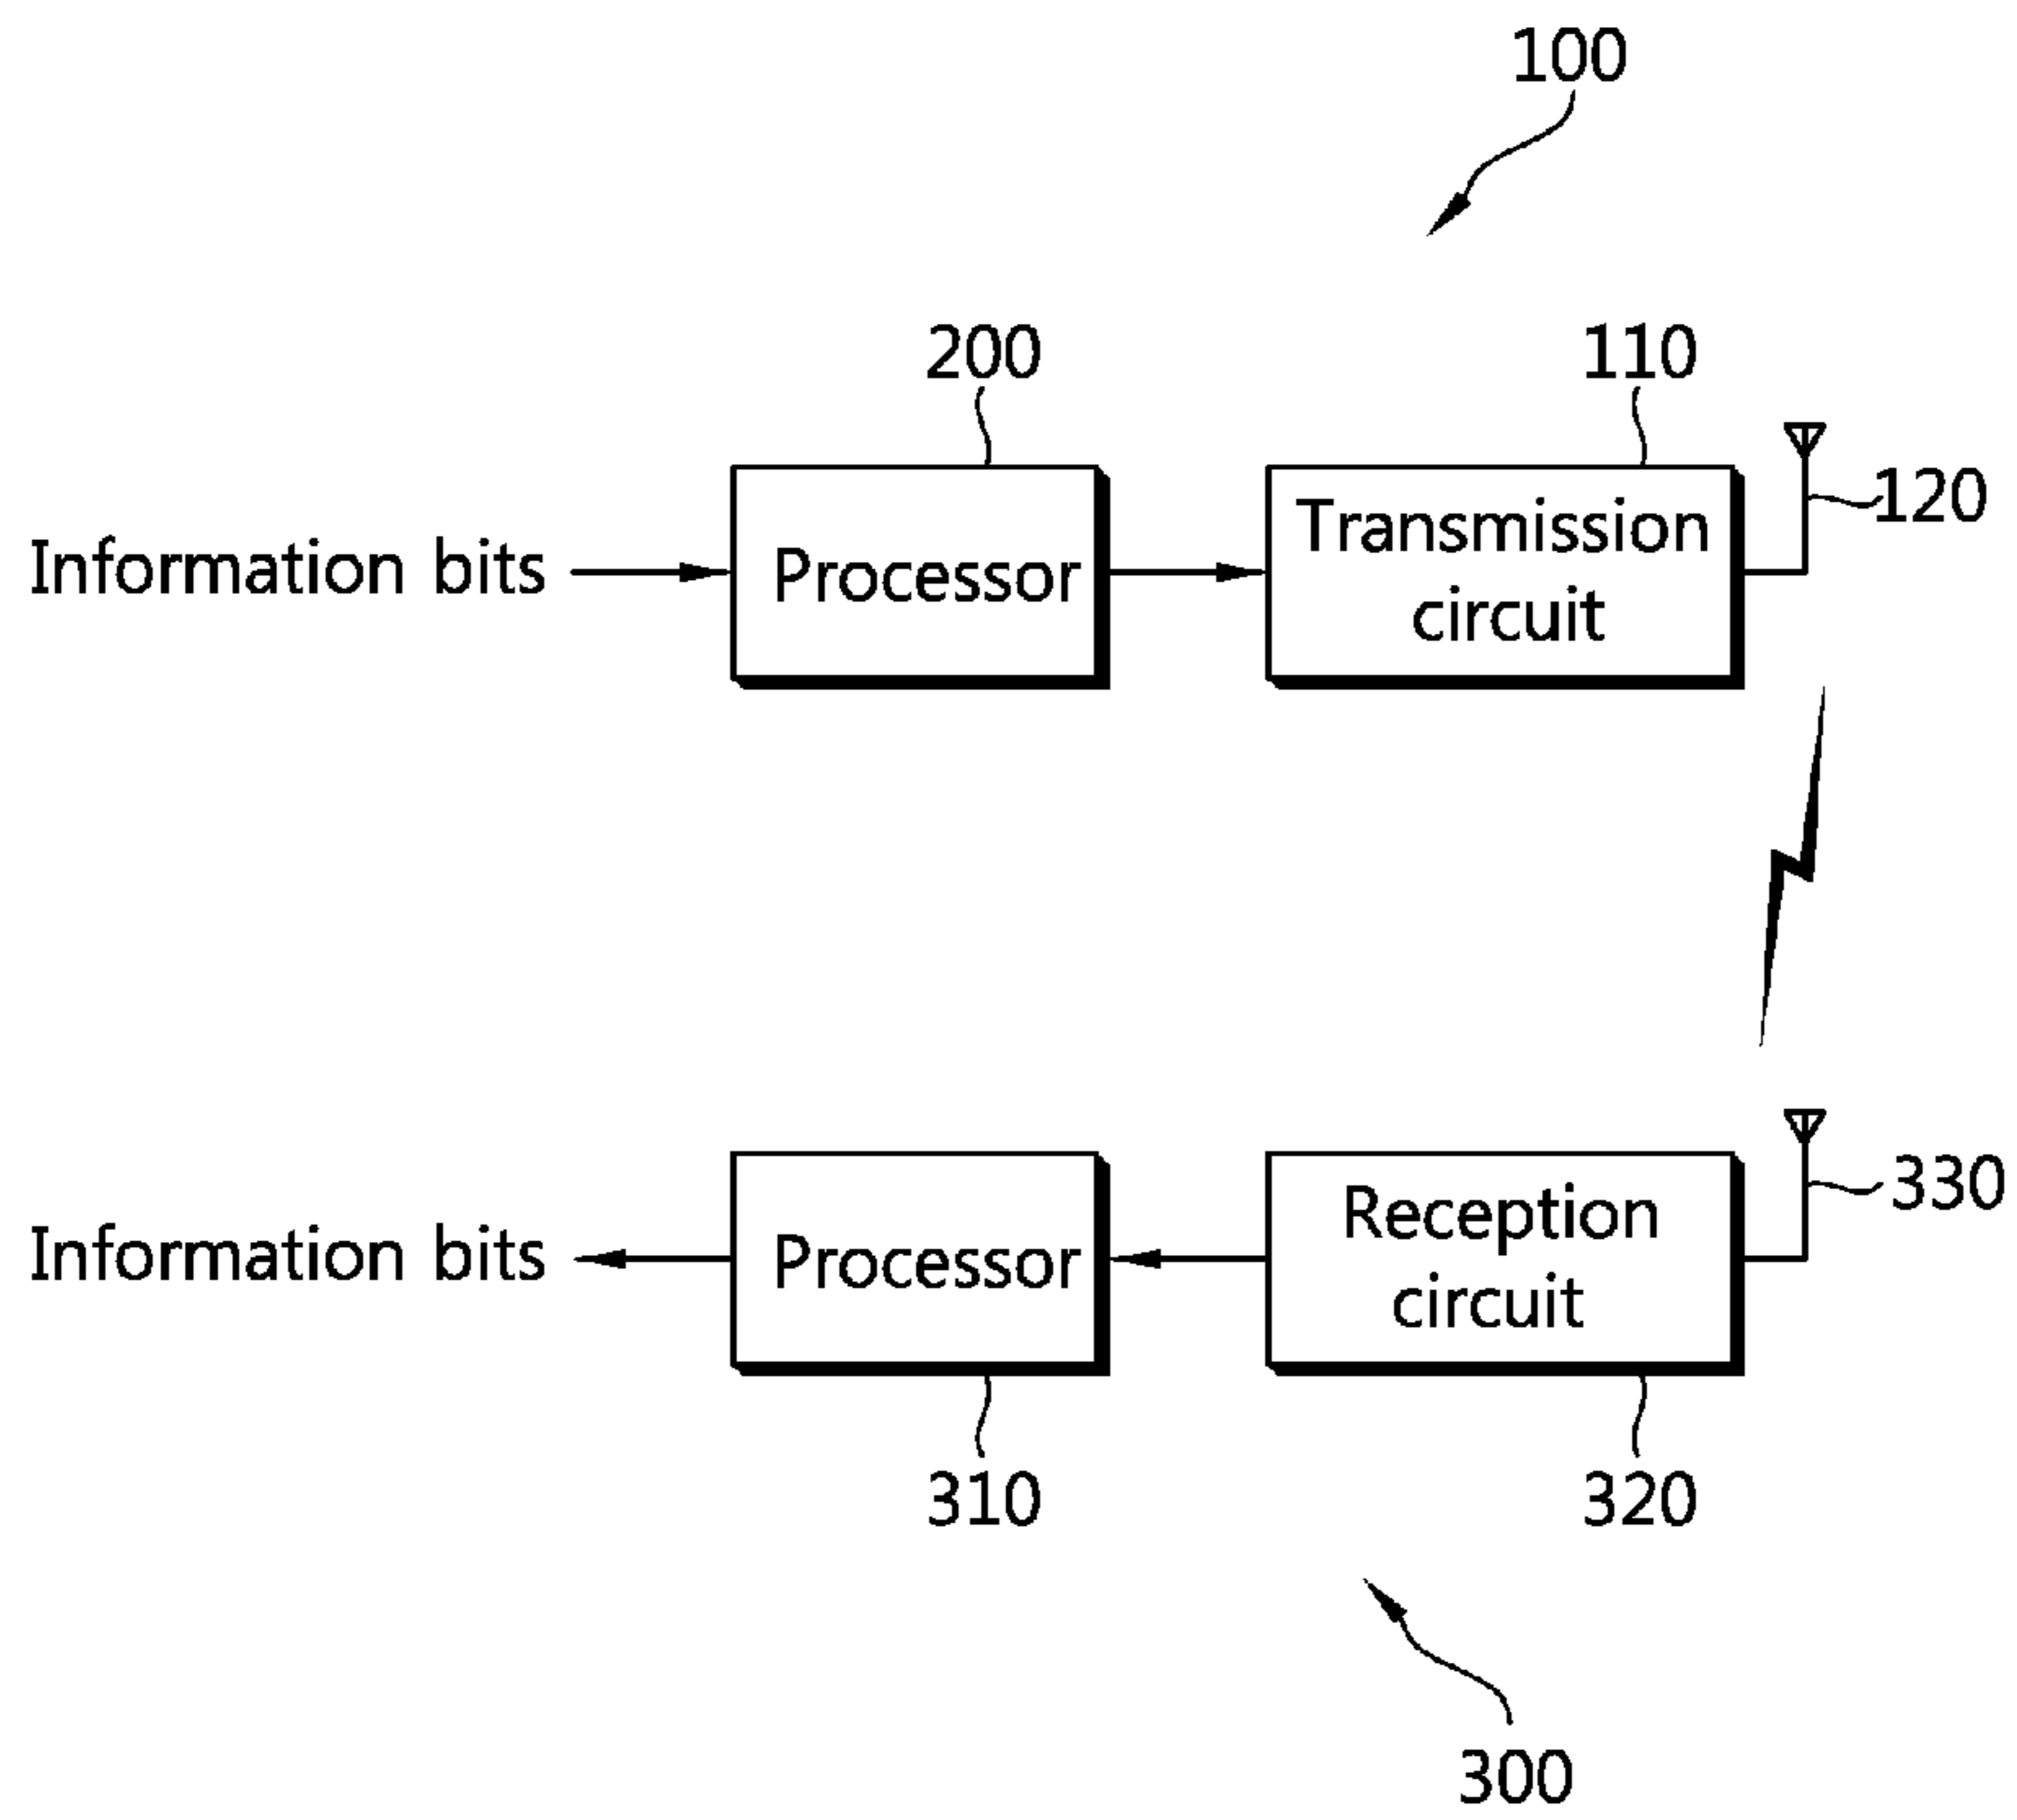 100
200
110
120
Information bits
Processor
Transmission
circuit
330
Information bits
Processor
Reception
circuit
310
320
300